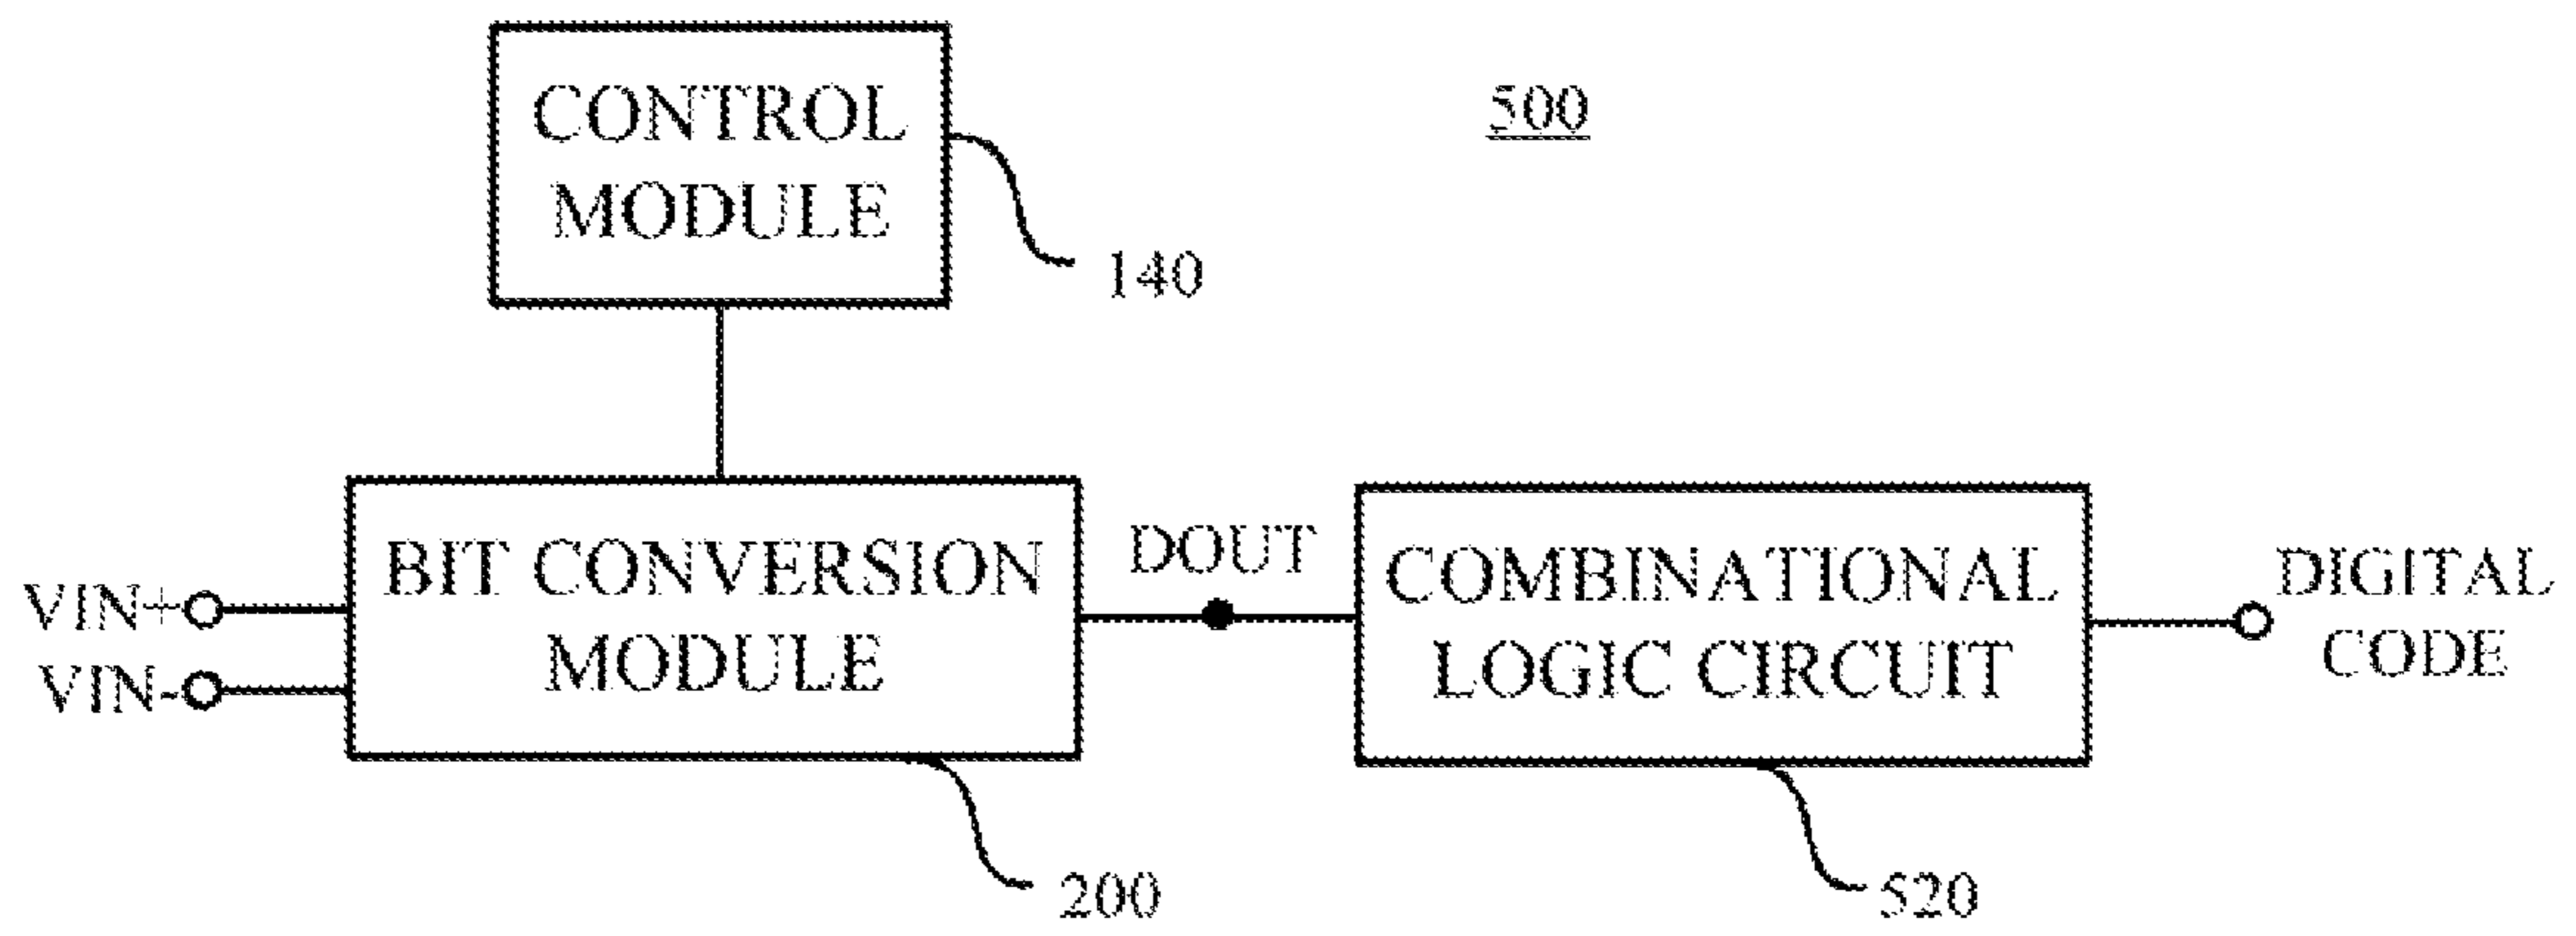 CONTROL
MODULE
500
140
BIT CONVERSION
MODULE
VIN+
VIN-
DOUT
COMBINATIONAL
LOGIC CIRCUIT
DIGITAL
CODE
200
520